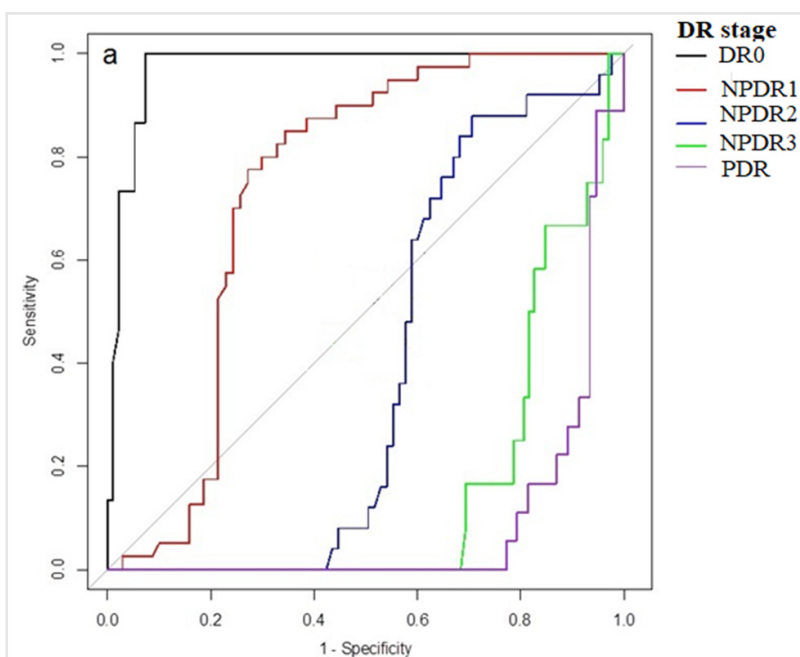 a
DR stage
DR0
NPDR1
NPDR2
NPDR3
PDR
Sensitivity
0.0
0.2
0.4
0.6
0.8
1.0
0.0 0.2 0.4 0.6 0.8 1.0
1 - Specificity